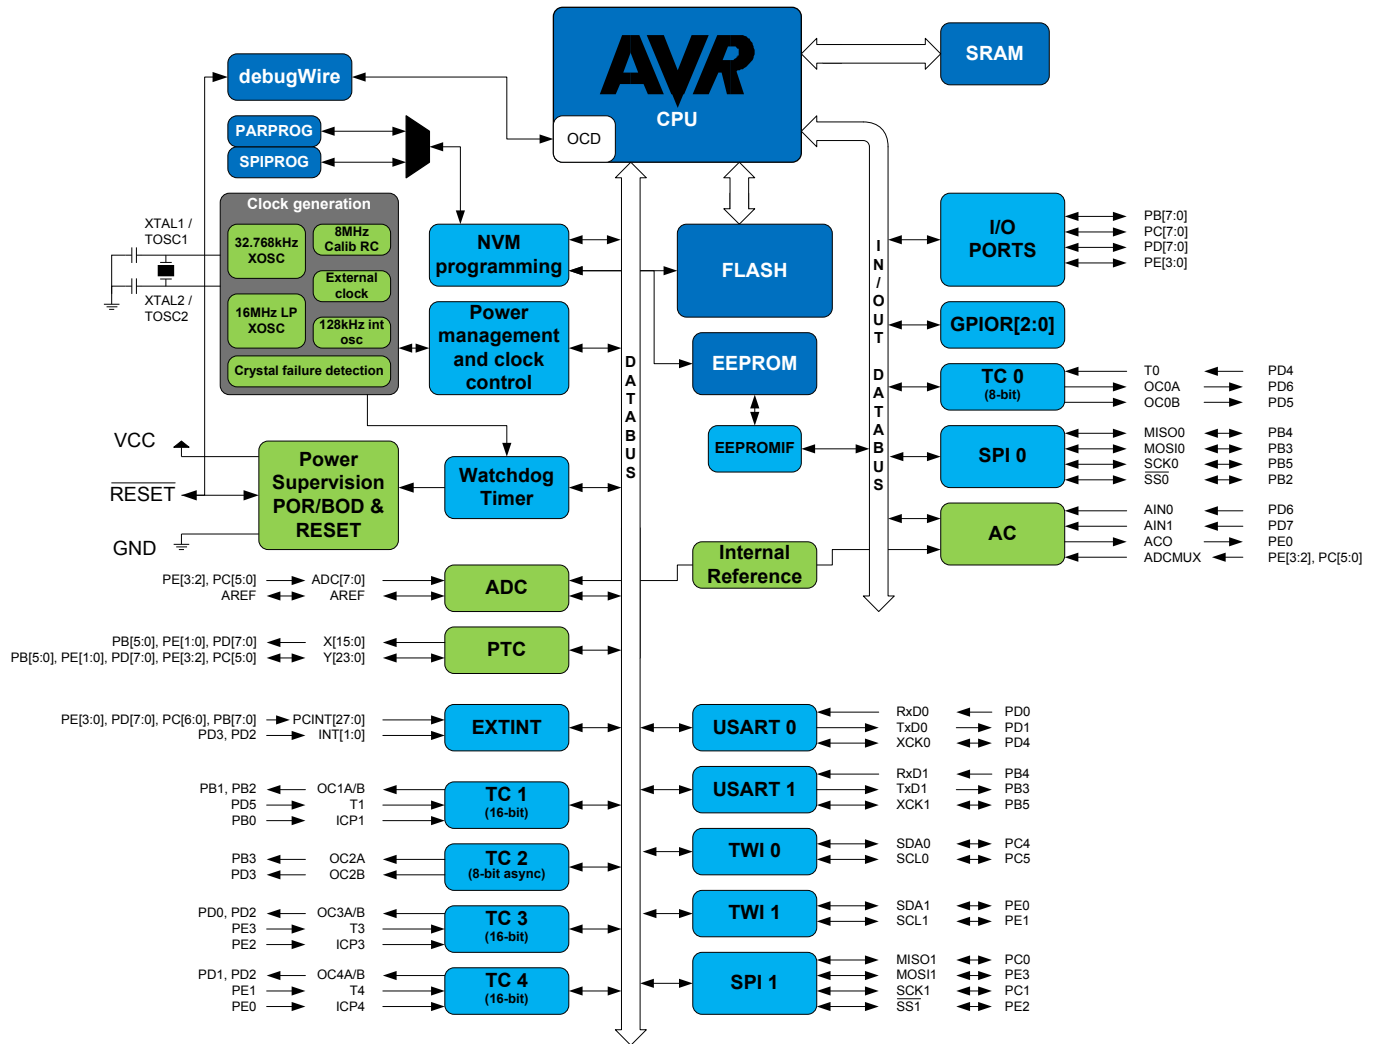 AVR
CPU
OCD
SRAM
debugWire
PARPROG
SPIPROG
Clock generation
XTAL1 /
TOSC1
32.768kHz
XOSC
8MHz
Calib RC
External
clock
XTAL2 /
TOSC2
16MHz LP
XOSC
128kHz int
osc
Crystal failure detection
NVM
programming
Power
management
and clock
control
FLASH
EEPROM
EEPROMIF
DATABUS
IN/OUT DATABUS
I/O
PORTS
PB[7:0]
PC[7:0]
PD[7:0]
PE[3:0]
GPIOR[2:0]
TC 0
(8-bit)
T0 PD4
OC0A PD6
OC0B PD5
SPI 0
MISO0 PB4
MOSI0 PB3
SCK0 PB5
SS0 PB2
AC
AIN0 PD6
AIN1 PD7
ACO PE0
ADCMUX PE[3:2], PC[5:0]
VCC
RESET
GND
Power
Supervision
POR/BOD &
RESET
Watchdog
Timer
Internal
Reference
PE[3:2], PC[5:0] ADC[7:0]
AREF AREF
ADC
PB[5:0], PE[1:0], PD[7:0] X[15:0]
PB[5:0], PE[1:0], PD[7:0], PE[3:2], PC[5:0] Y[23:0]
PTC
PE[3:0], PD[7:0], PC[6:0], PB[7:0] PCINT[27:0]
PD3, PD2 INT[1:0]
EXTINT
PB1, PB2 OC1A/B
PD5 T1
PB0 ICP1
TC 1
(16-bit)
PB3 OC2A
PD3 OC2B
TC 2
(8-bit async)
PD0, PD2 OC3A/B
PE3 T3
PE2 ICP3
TC 3
(16-bit)
PD1, PD2 OC4A/B
PE1 T4
PE0 ICP4
TC 4
(16-bit)
USART 0
RxD0 PD0
TxD0 PD1
XCK0 PD4
USART 1
RxD1 PB4
TxD1 PB3
XCK1 PB5
TWI 0
SDA0 PC4
SCL0 PC5
TWI 1
SDA1 PE0
SCL1 PE1
SPI 1
MISO1 PC0
MOSI1 PE3
SCK1 PC1
SS1 PE2